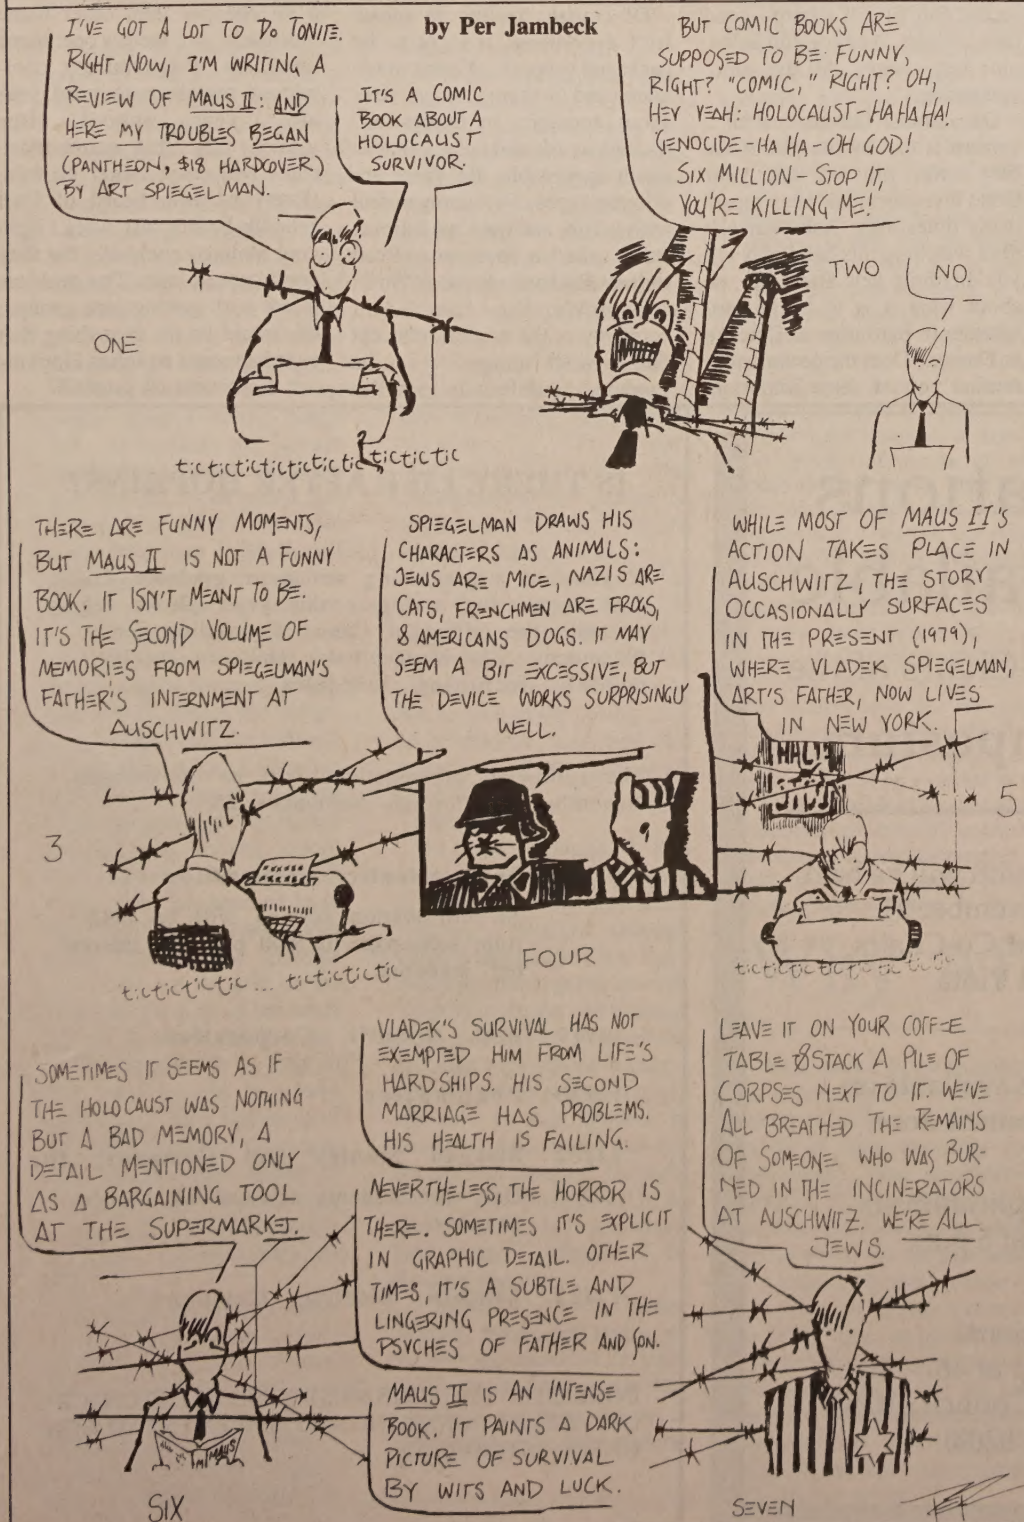 by Per Jambeck
I'VE GOT A LOT TO DO TONITE.
RIGHT NOW, I'M WRITING A
REVIEW OF MAUS II: AND
HERE MY TROUBLES BEGAN
(PANTHEON, $18 HARDCOVER)
BY ART SPIEGELMAN.
IT'S A COMIC
BOOK ABOUT A
HOLOCAUST
SURVIVOR.
ONE
tictictictictictictictictictic
BUT COMIC BOOKS ARE
SUPPOSED TO BE FUNNY,
RIGHT? "COMIC," RIGHT? OH,
HEY YEAH: HOLOCAUST-HA HA HA!
GENOCIDE-HA HA-OH GOD!
SIX MILLION-STOP IT,
YOU'RE KILLING ME!
TWO
NO.
THERE ARE FUNNY MOMENTS,
BUT MAUS II IS NOT A FUNNY
BOOK. IT ISN'T MEANT TO BE.
IT'S THE SECOND VOLUME OF
MEMORIES FROM SPIEGELMAN'S
FATHER'S INTERNMENT AT
AUSCHWITZ.
3
tictictictic ... tictictictic
SPIEGELMAN DRAWS HIS
CHARACTERS AS ANIMALS:
JEWS ARE MICE, NAZIS ARE
CATS, FRENCHMEN ARE FROGS,
& AMERICANS DOGS. IT MAY
SEEM A BIT EXCESSIVE, BUT
THE DEVICE WORKS SURPRISINGLY
WELL.
FOUR
WHILE MOST OF MAUS II'S
ACTION TAKES PLACE IN
AUSCHWITZ, THE STORY
OCCASIONALLY SURFACES
IN THE PRESENT (1979),
WHERE VLADEK SPIEGELMAN,
ART'S FATHER, NOW LIVES
IN NEW YORK.
HALT
5
tictictictictic tic tictic
SOMETIMES IT SEEMS AS IF
THE HOLOCAUST WAS NOTHING
BUT A BAD MEMORY, A
DETAIL MENTIONED ONLY
AS A BARGAINING TOOL
AT THE SUPERMARKET.
MAUS
SIX
VLADEK'S SURVIVAL HAS NOT
EXEMPTED HIM FROM LIFE'S
HARDSHIPS. HIS SECOND
MARRIAGE HAS PROBLEMS.
HIS HEALTH IS FAILING.
NEVERTHELESS, THE HORROR IS
THERE. SOMETIMES IT'S EXPLICIT
IN GRAPHIC DETAIL. OTHER
TIMES, IT'S A SUBTLE AND
LINGERING PRESENCE IN THE
PSYCHES OF FATHER AND SON.
MAUS II IS AN INTENSE
BOOK. IT PAINTS A DARK
PICTURE OF SURVIVAL
BY WITS AND LUCK.
LEAVE IT ON YOUR COFFEE
TABLE & STACK A PILE OF
CORPSES NEXT TO IT. WE'VE
ALL BREATHED THE REMAINS
OF SOMEONE WHO WAS BUR-
NED IN THE INCINERATORS
AT AUSCHWITZ. WE'RE ALL
JEWS.
SEVEN